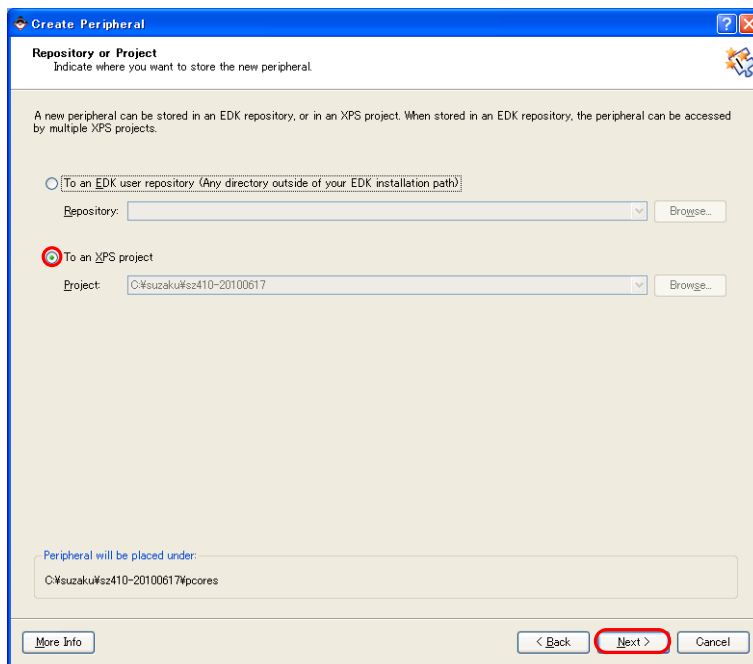 Create Peripheral
Repository or Project
Indicate where you want to store the new peripheral.
A new peripheral can be stored in an EDK repository, or in an XPS project. When stored in an EDK repository, the peripheral can be accessed
by multiple XPS projects.
To an EDK user repository (Any directory outside of your EDK installation path)
Repository:
Browse...
To an XPS project
Project:
C:¥suzaku¥sz410-20100617
Browse...
Peripheral will be placed under:
C:¥suzaku¥sz410-20100617¥pcores
More Info
< Back
Next >
Cancel